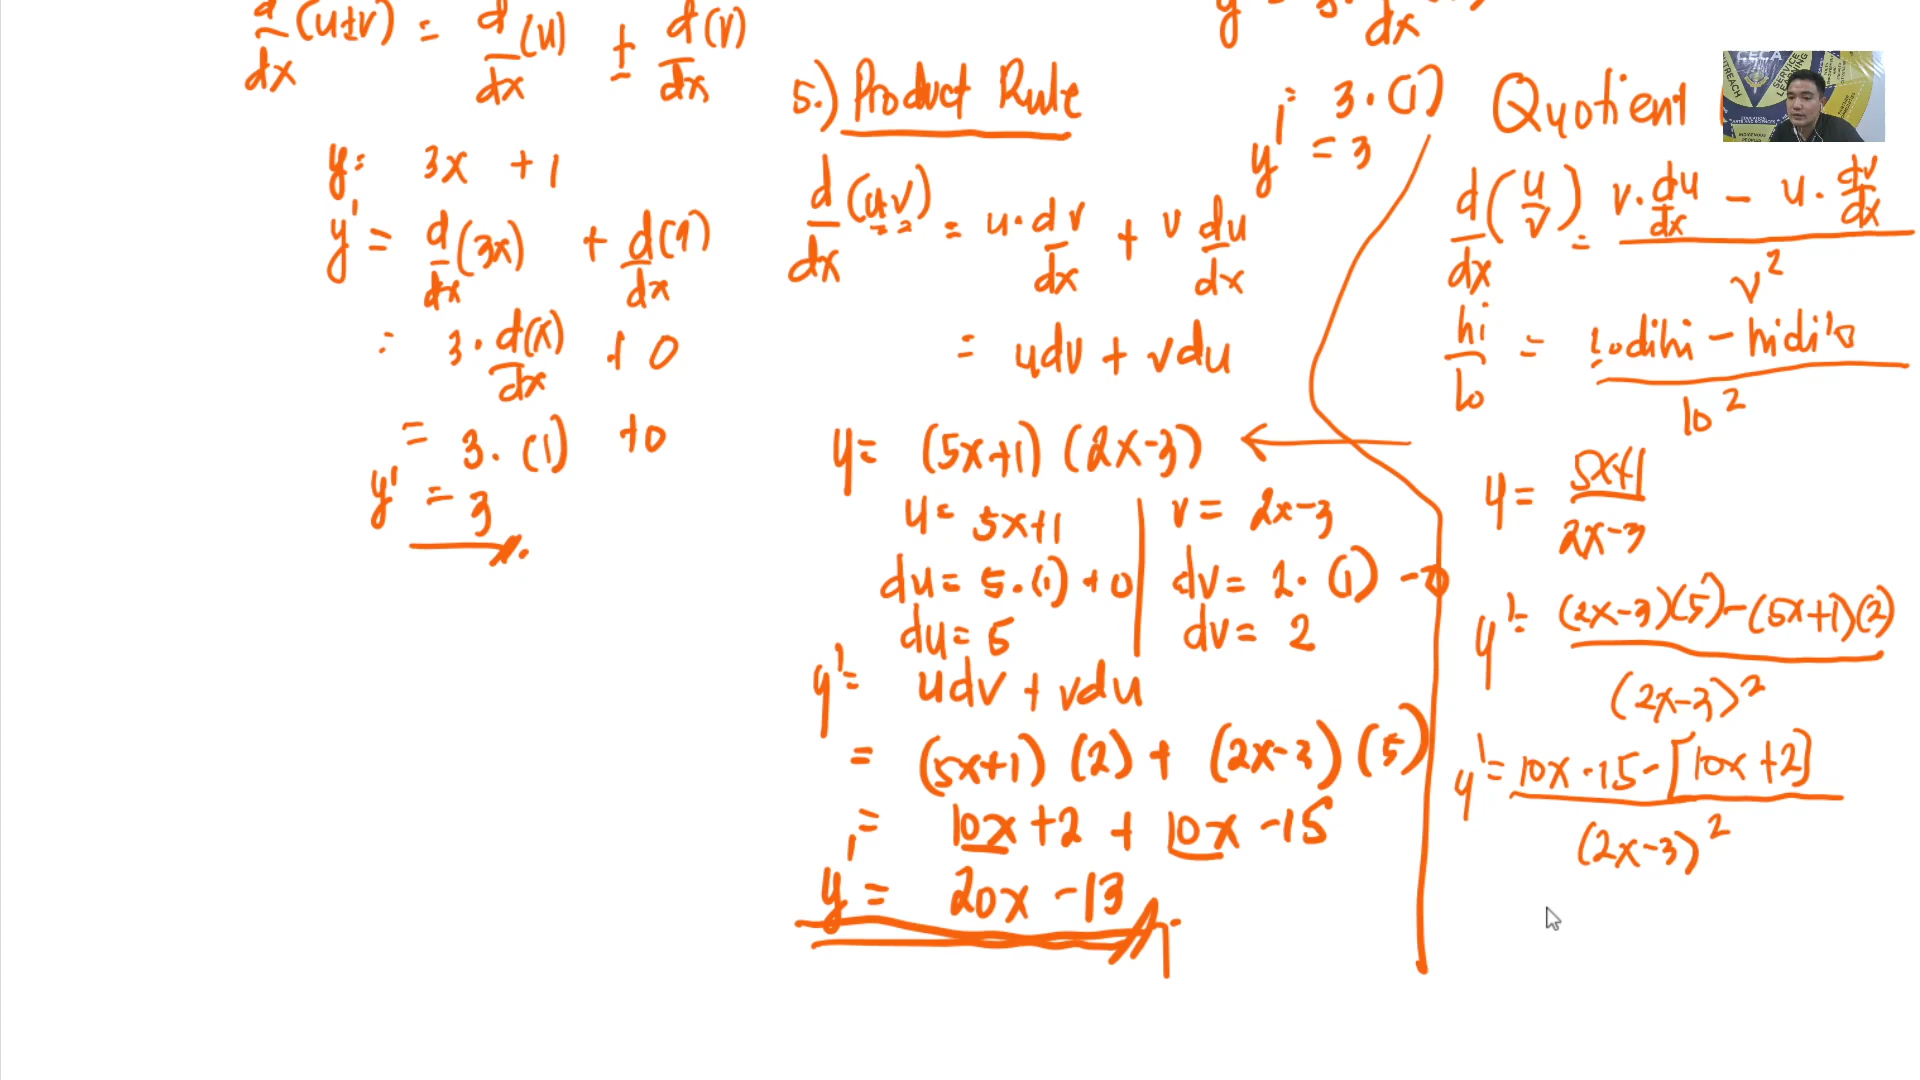 d/dx (u±v) = d/dx (u) ± d/dx (v)
y = 3x + 1
y' = d/dx (3x) + d/dx (1)
= 3 · d(x)/dx + 0
= 3 · (1) + 0
y' = 3
5.) Product Rule
d/dx (uv) = u · dv/dx + v du/dx
= udv + vdu
y = (5x+1) (2x-3)
u = 5x+1
du = 5 · (1) + 0
du = 5
v = 2x-3
dv = 2 · (1) - 0
dv = 2
y' = udv + vdu
= (5x+1) (2) + (2x-3) (5)
= 10x + 2 + 10x - 15
y' = 20x - 13
dx
y' = 3 · (1)
y' = 3
Quotient
d/dx (u/v) = (v · du/dx - u · dv/dx) / v²
hi/lo = (lodihi - hidilo) / lo²
y = (5x+1) / (2x-3)
y' = ((2x-3)(5) - (5x+1)(2)) / (2x-3)²
y' = (10x - 15 - [10x + 2]) / (2x-3)²
CECA
OUTREACH
SERVICE LEARNING